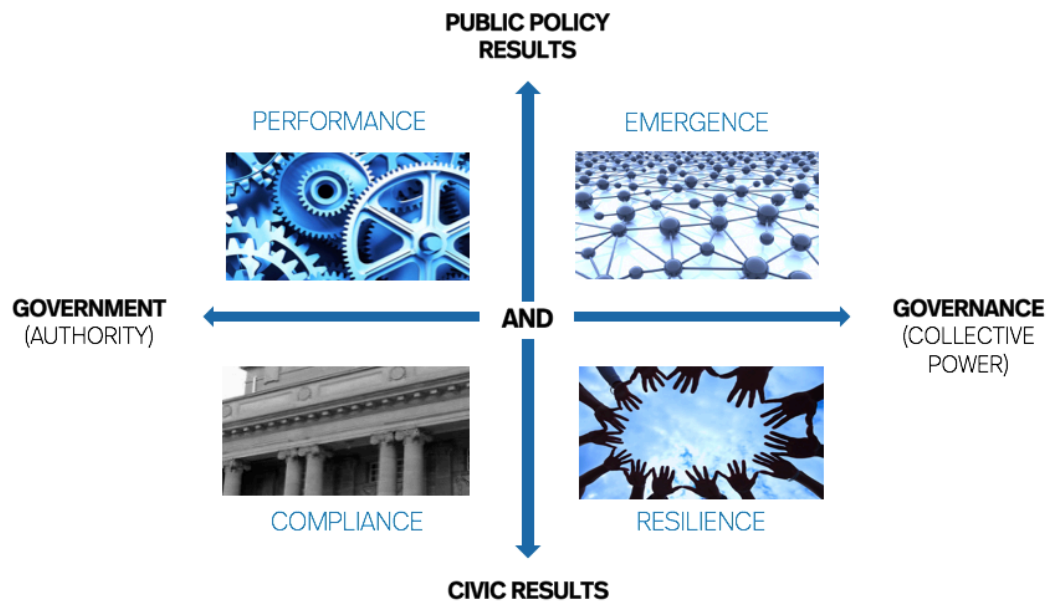 PUBLIC POLICY
RESULTS
PERFORMANCE
EMERGENCE
GOVERNMENT
(AUTHORITY)
AND
GOVERNANCE
(COLLECTIVE
POWER)
COMPLIANCE
RESILIENCE
CIVIC RESULTS